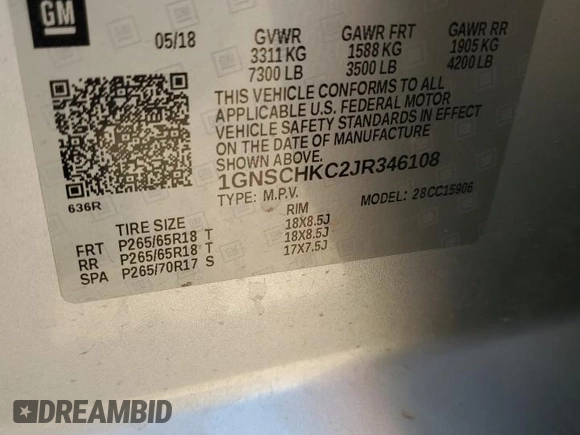 GM
05/18 GVWR GAWR FRT GAWR RR
3311 KG 1588 KG 1905 KG
7300 LB 3500 LB 4200 LB
THIS VEHICLE CONFORMS TO ALL
APPLICABLE U.S. FEDERAL MOTOR
VEHICLE SAFETY STANDARDS IN EFFECT
ON THE DATE OF MANUFACTURE
SHOWN ABOVE.
1GNSCHKC2JR346108
TYPE: M.P.V. MODEL: 28CC15906
636R
TIRE SIZE RIM
FRT P265/65R18 T 18X8.5J
RR P265/65R18 T 18X8.5J
SPA P265/70R17 S 17X7.5J
DREAMBID